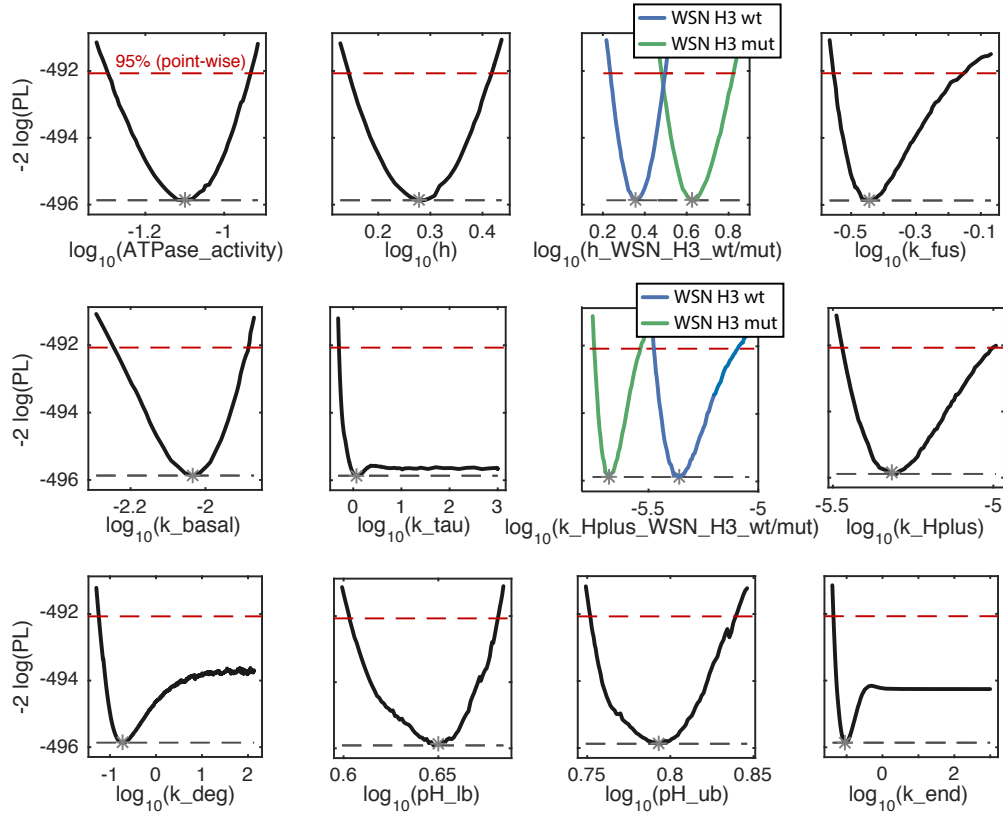 WSN H3 wt
WSN H3 mut
95% (point-wise)
-2 log(PL)
-492
-494
-496
-1.2 -1
log10(ATPase_activity)
0.2 0.3 0.4
log10(h)
0.2 0.4 0.6 0.8
log10(h_WSN_H3_wt/mut)
-0.5 -0.3 -0.1
log10(k_fus)
WSN H3 wt
WSN H3 mut
-2 log(PL)
-492
-494
-496
-2.2 -2
log10(k_basal)
0 1 2 3
log10(k_tau)
-5.5 -5
log10(k_Hplus_WSN_H3_wt/mut)
-5.5 -5
log10(k_Hplus)
-2 log(PL)
-492
-494
-496
-1 0 1 2
log10(k_deg)
0.6 0.65
log10(pH_lb)
0.75 0.8 0.85
log10(pH_ub)
0 2
log10(k_end)